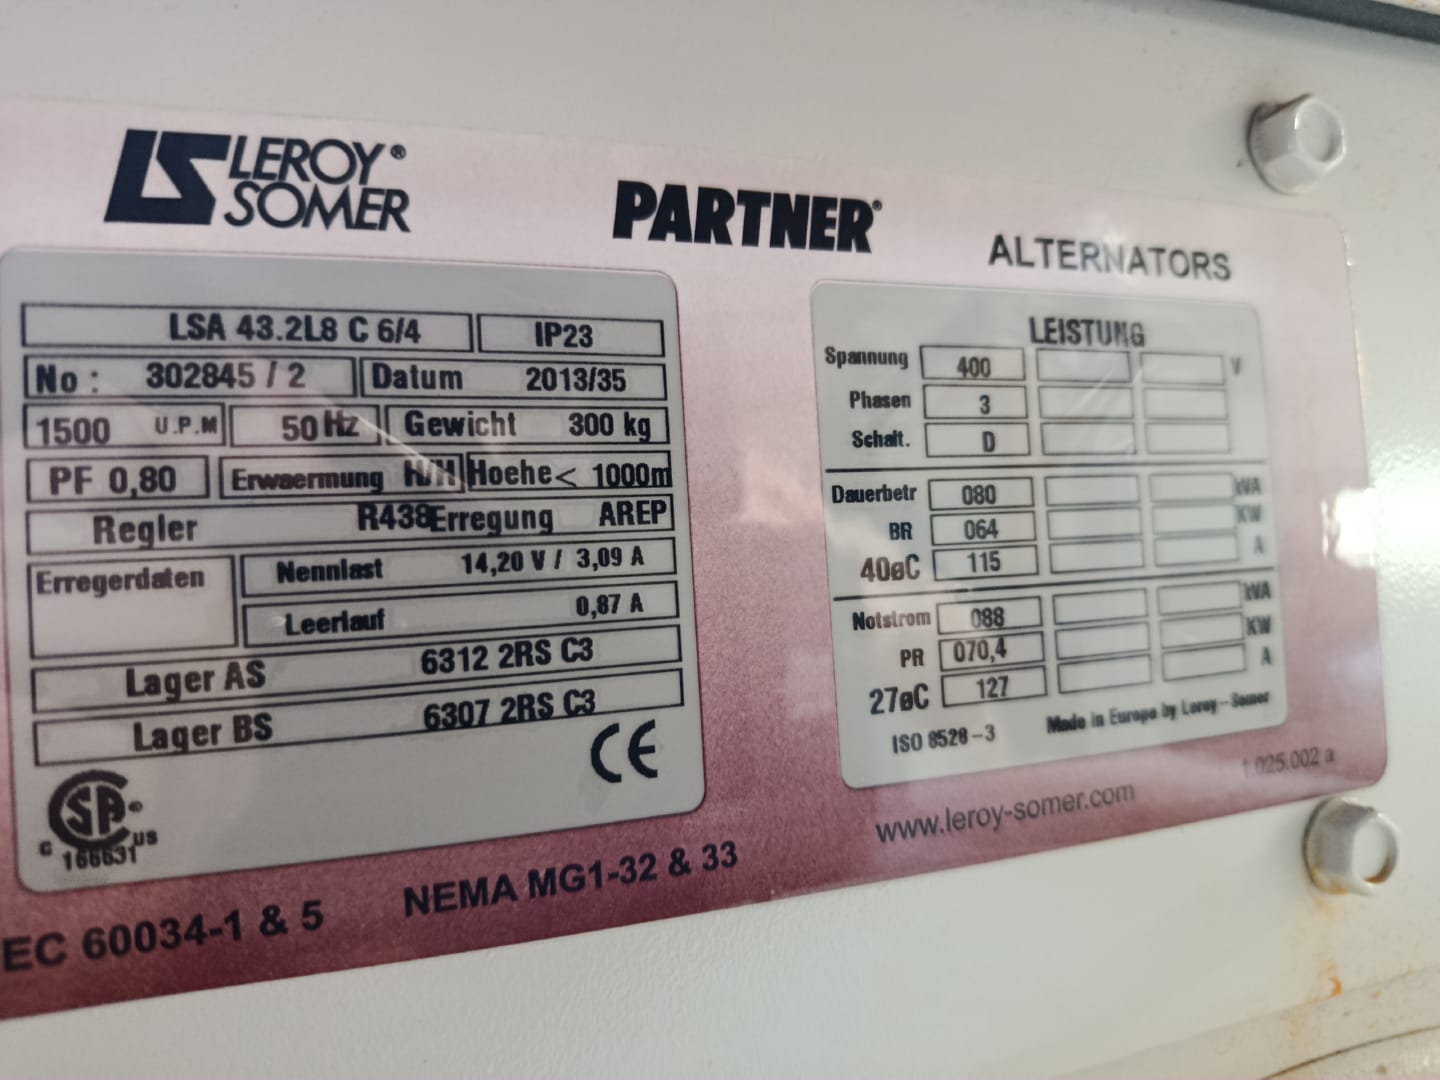 LEROY®
SOMER
PARTNER®
ALTERNATORS
LSA 43.2L8 C 6/4 IP23
No : 302845 / 2 Datum 2013/35
1500 U.P.M 50 Hz Gewicht 300 kg
PF 0,80 Erwaermung H/H Hoehe < 1000m
Regler R438 Erregung AREP
Erregerdaten Nennlast 14,20 V / 3,09 A
Leerlauf 0,87 A
Lager AS 6312 2RS C3
Lager BS 6307 2RS C3
CE
SA®
C 166631 US
LEISTUNG
Spannung 400 V
Phasen 3
Schalt. D
Dauerbetr 080 kVA
BR 064 KW
40øC 115 A
Notstrom 088 kVA
PR 070,4 KW
27øC 127 A
ISO 8528-3 Made in Europe by Leroy-Somer
1.025.002 a
www.leroy-somer.com
EC 60034-1 & 5 NEMA MG1-32 & 33